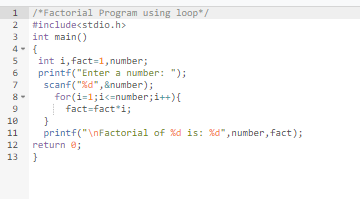 1 /*Factorial Program using loop*/
2 #include<stdio.h>
3 int main()
4 {
5 int i,fact=1,number;
6 printf("Enter a number: ");
7 scanf("%d",&number);
8 for(i=1;i<=number;i++){
9 fact=fact*i;
10 }
11 printf("\nFactorial of %d is: %d",number,fact);
12 return 0;
13 }